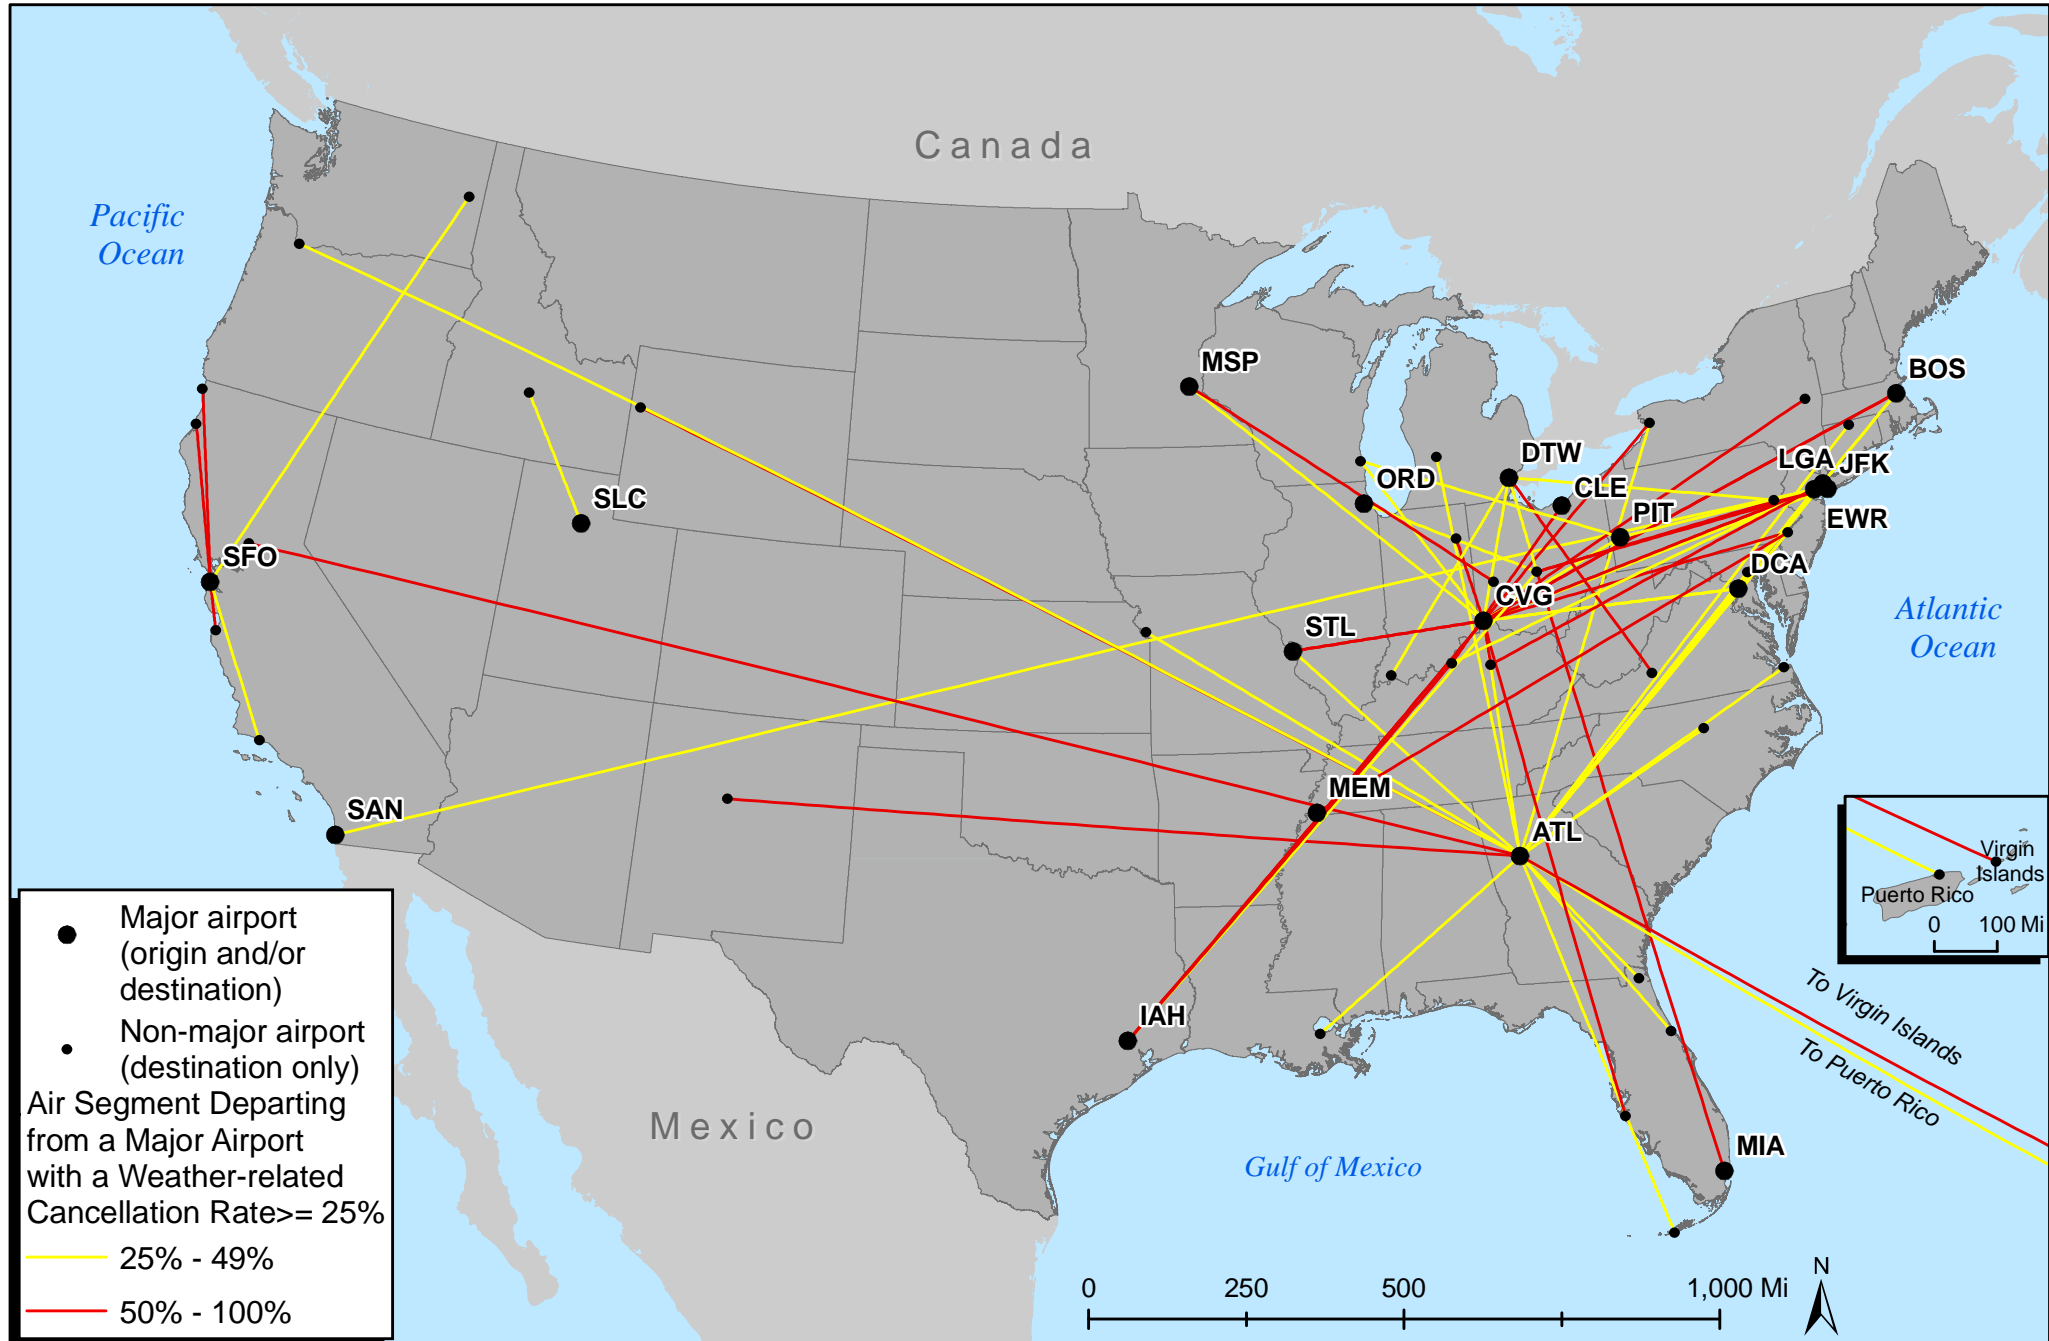 Canada
Pacific
Ocean
MSP
BOS
DTW
LGA
JFK
ORD
CLE
SLC
PIT
EWR
SFO
DCA
CVG
Atlantic
Ocean
STL
MEM
SAN
ATL
Virgin
Islands
Puerto Rico
0 100 Mi
IAH
To Virgin Islands
To Puerto Rico
Mexico
Gulf of Mexico
MIA
Major airport
(origin and/or
destination)
Non-major airport
(destination only)
Air Segment Departing
from a Major Airport
with a Weather-related
Cancellation Rate>= 25%
25% - 49%
50% - 100%
0 250 500 1,000 Mi
N